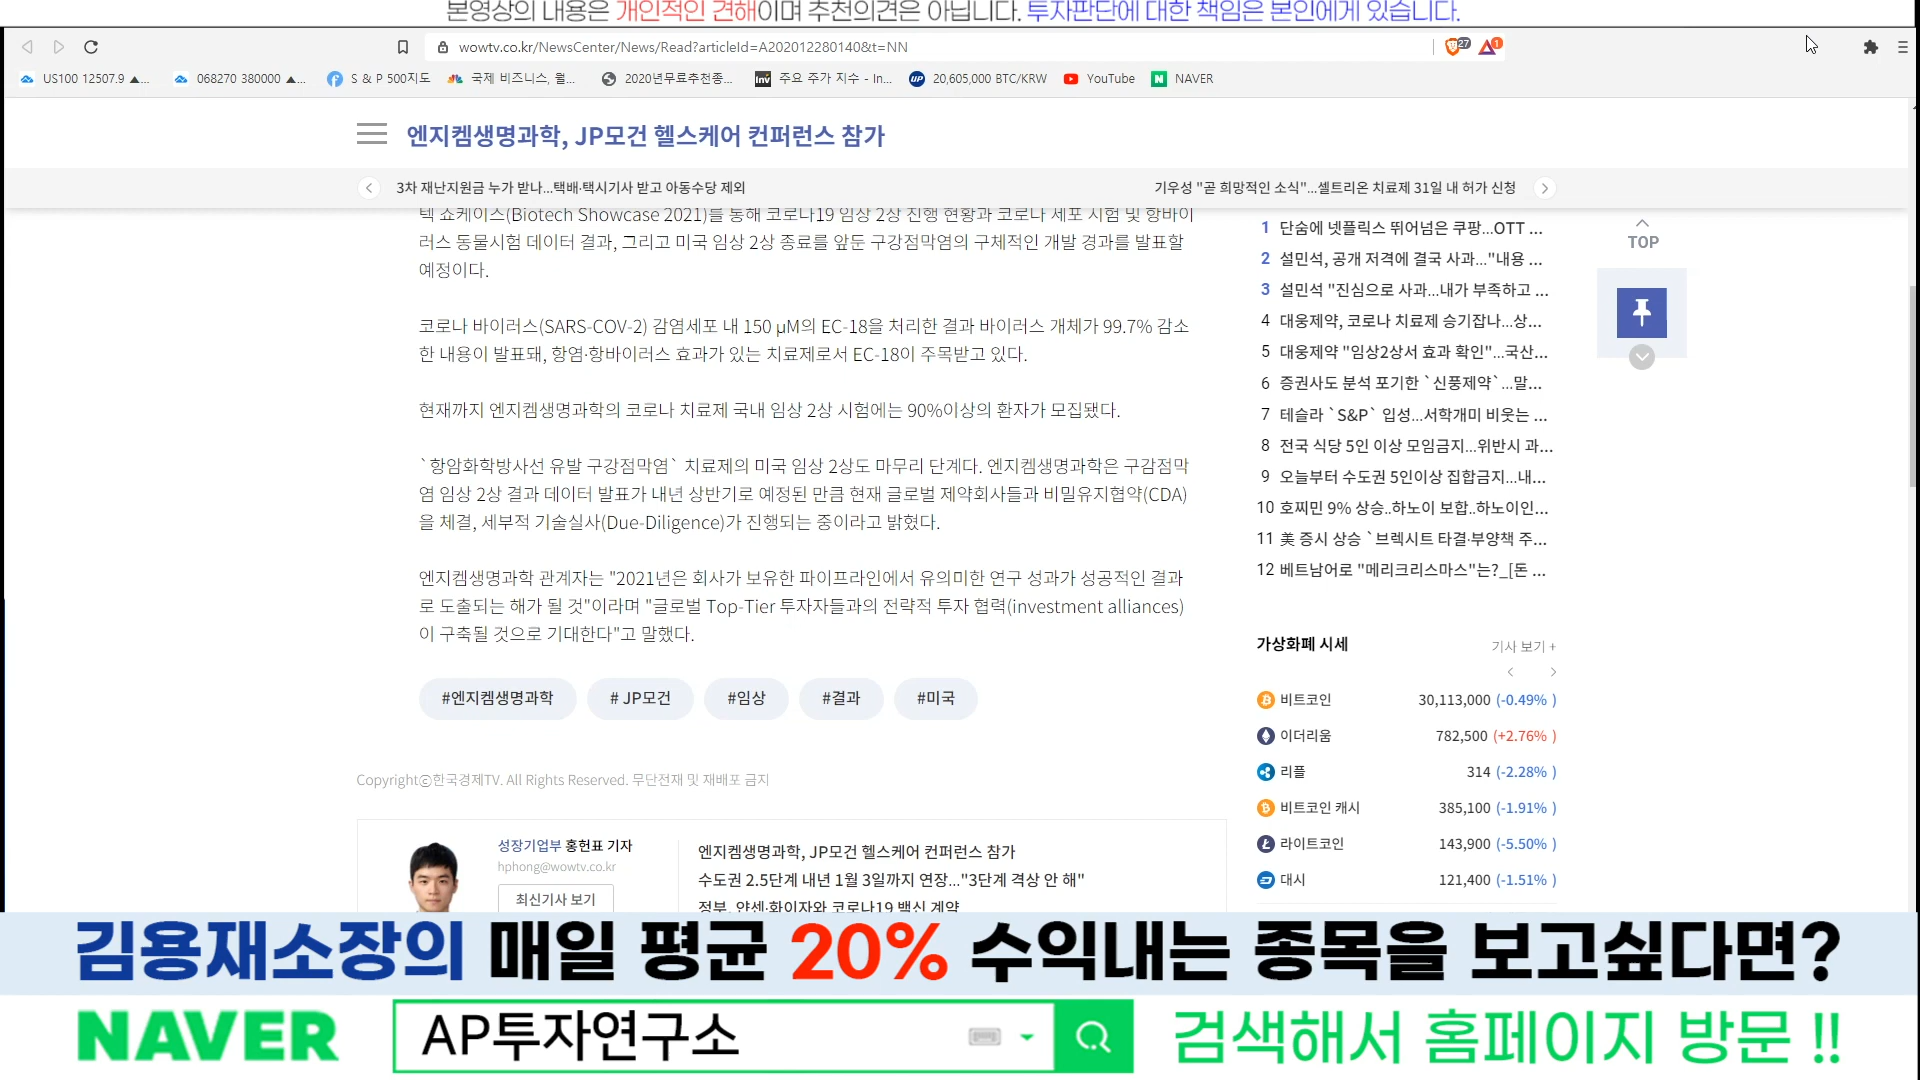 본영상의 내용은 개인적인 견해이며 추천의견은 아닙니다. 투자판단에 대한 책임은 본인에게 있습니다.
wowtv.co.kr/NewsCenter/News/Read?articleId=A202012280140&t=NN
27
1
US100 12507.9 ▲...
068270 380000 ▲...
S & P 500지도
국제 비즈니스, 월...
2020년무료추천종...
Inv 주요 주가 지수 - In...
UP 20,605,000 BTC/KRW
YouTube
N NAVER
엔지켐생명과학, JP모건 헬스케어 컨퍼런스 참가
3차 재난지원금 누가 받나...택배·택시기사 받고 아동수당 제외
기우성 "곧 희망적인 소식"...셀트리온 치료제 31일 내 허가 신청
텍 쇼케이스(Biotech Showcase 2021)를 통해 코로나19 임상 2상 진행 현황과 코로나 세포 시험 및 항바이
러스 동물시험 데이터 결과, 그리고 미국 임상 2상 종료를 앞둔 구강점막염의 구체적인 개발 경과를 발표할
예정이다.
코로나 바이러스(SARS-COV-2) 감염세포 내 150 μM의 EC-18을 처리한 결과 바이러스 개체가 99.7% 감소
한 내용이 발표돼, 항염·항바이러스 효과가 있는 치료제로서 EC-18이 주목받고 있다.
현재까지 엔지켐생명과학의 코로나 치료제 국내 임상 2상 시험에는 90%이상의 환자가 모집됐다.
`항암화학방사선 유발 구강점막염` 치료제의 미국 임상 2상도 마무리 단계다. 엔지켐생명과학은 구감점막
염 임상 2상 결과 데이터 발표가 내년 상반기로 예정된 만큼 현재 글로벌 제약회사들과 비밀유지협약(CDA)
을 체결, 세부적 기술실사(Due-Diligence)가 진행되는 중이라고 밝혔다.
엔지켐생명과학 관계자는 "2021년은 회사가 보유한 파이프라인에서 유의미한 연구 성과가 성공적인 결과
로 도출되는 해가 될 것"이라며 "글로벌 Top-Tier 투자자들과의 전략적 투자 협력(investment alliances)
이 구축될 것으로 기대한다"고 말했다.
#엔지켐생명과학
# JP모건
#임상
#결과
#미국
Copyrightⓒ한국경제TV. All Rights Reserved. 무단전재 및 재배포 금지
성장기업부 홍헌표 기자
hphong@wowtv.co.kr
최신기사 보기
엔지켐생명과학, JP모건 헬스케어 컨퍼런스 참가
수도권 2.5단계 내년 1월 3일까지 연장..."3단계 격상 안 해"
정부, 얀센·화이자와 코로나19 백신 계약
1 단숨에 넷플릭스 뛰어넘은 쿠팡...OTT ...
2 설민석, 공개 저격에 결국 사과..."내용 ...
3 설민석 "진심으로 사과...내가 부족하고 ...
4 대웅제약, 코로나 치료제 승기잡나...상...
5 대웅제약 "임상2상서 효과 확인"...국산...
6 증권사도 분석 포기한 `신풍제약`...말...
7 테슬라 `S&P` 입성...서학개미 비웃는 ...
8 전국 식당 5인 이상 모임금지...위반시 과...
9 오늘부터 수도권 5인이상 집합금지...내...
10 호찌민 9% 상승..하노이 보합..하노이인...
11 美 증시 상승 `브렉시트 타결·부양책 주...
12 베트남어로 "메리크리스마스"는?_[돈 ...
TOP
가상화폐 시세
기사 보기 +
비트코인 30,113,000 (-0.49% )
이더리움 782,500 (+2.76% )
리플 314 (-2.28% )
비트코인 캐시 385,100 (-1.91% )
라이트코인 143,900 (-5.50% )
대시 121,400 (-1.51% )
김용재소장의 매일 평균 20% 수익내는 종목을 보고싶다면?
NAVER
AP투자연구소
검색해서 홈페이지 방문 !!